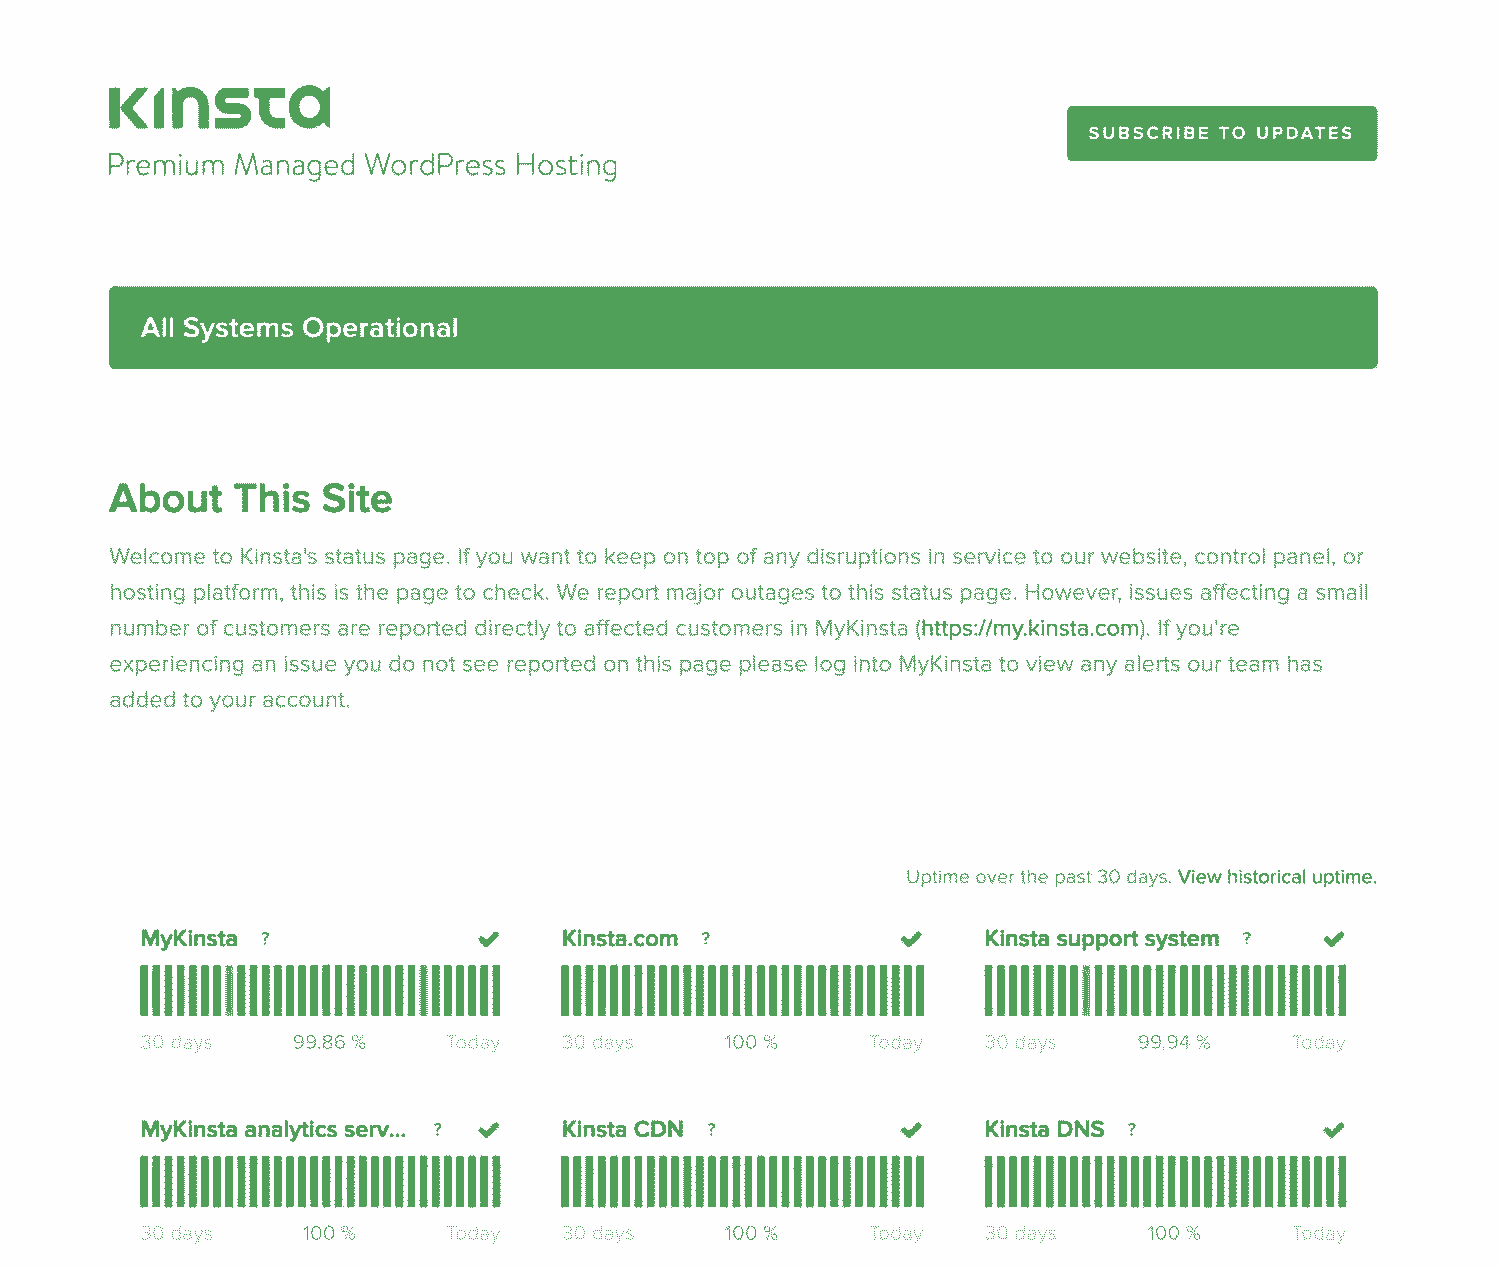 Kinsta
Premium Managed WordPress Hosting
SUBSCRIBE TO UPDATES
All Systems Operational
About This Site
Welcome to Kinsta's status page. If you want to keep on top of any disruptions in service to our website, control panel, or
hosting platform, this is the page to check. We report major outages to this status page. However, issues affecting a small
number of customers are reported directly to affected customers in MyKinsta (https://my.kinsta.com). If you're
experiencing an issue you do not see reported on this page please log into MyKinsta to view any alerts our team has
added to your account.
Uptime over the past 30 days. View historical uptime.
MyKinsta ?
30 days 99.86 % Today
Kinsta.com ?
30 days 100 % Today
Kinsta support system ?
30 days 99.94 % Today
MyKinsta analytics serv... ?
30 days 100 % Today
Kinsta CDN ?
30 days 100 % Today
Kinsta DNS ?
30 days 100 % Today